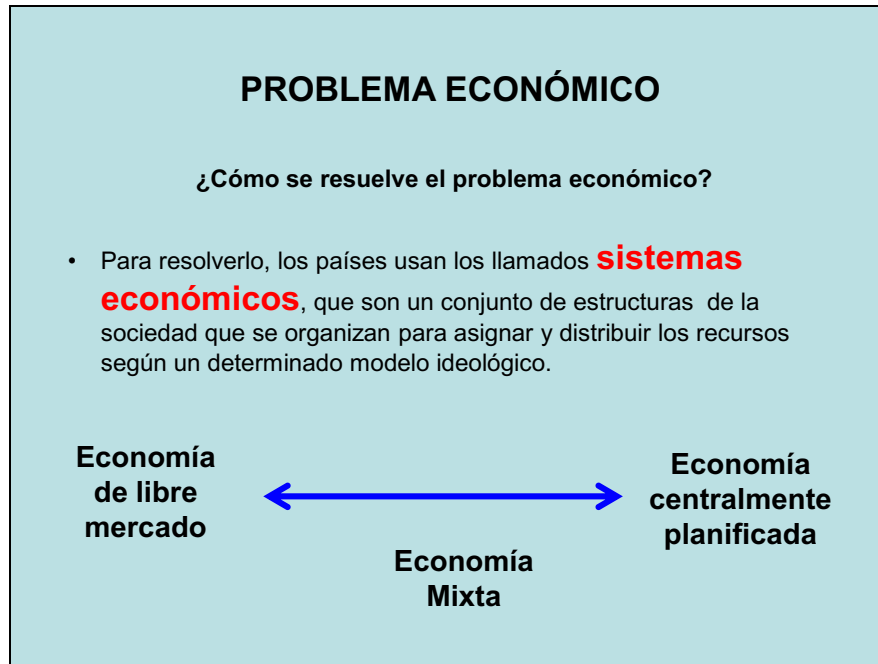 PROBLEMA ECONÓMICO
¿Cómo se resuelve el problema económico?
• Para resolverlo, los países usan los llamados sistemas
económicos, que son un conjunto de estructuras de la
sociedad que se organizan para asignar y distribuir los recursos
según un determinado modelo ideológico.
Economía
de libre
mercado
Economía
centralmente
planificada
Economía
Mixta